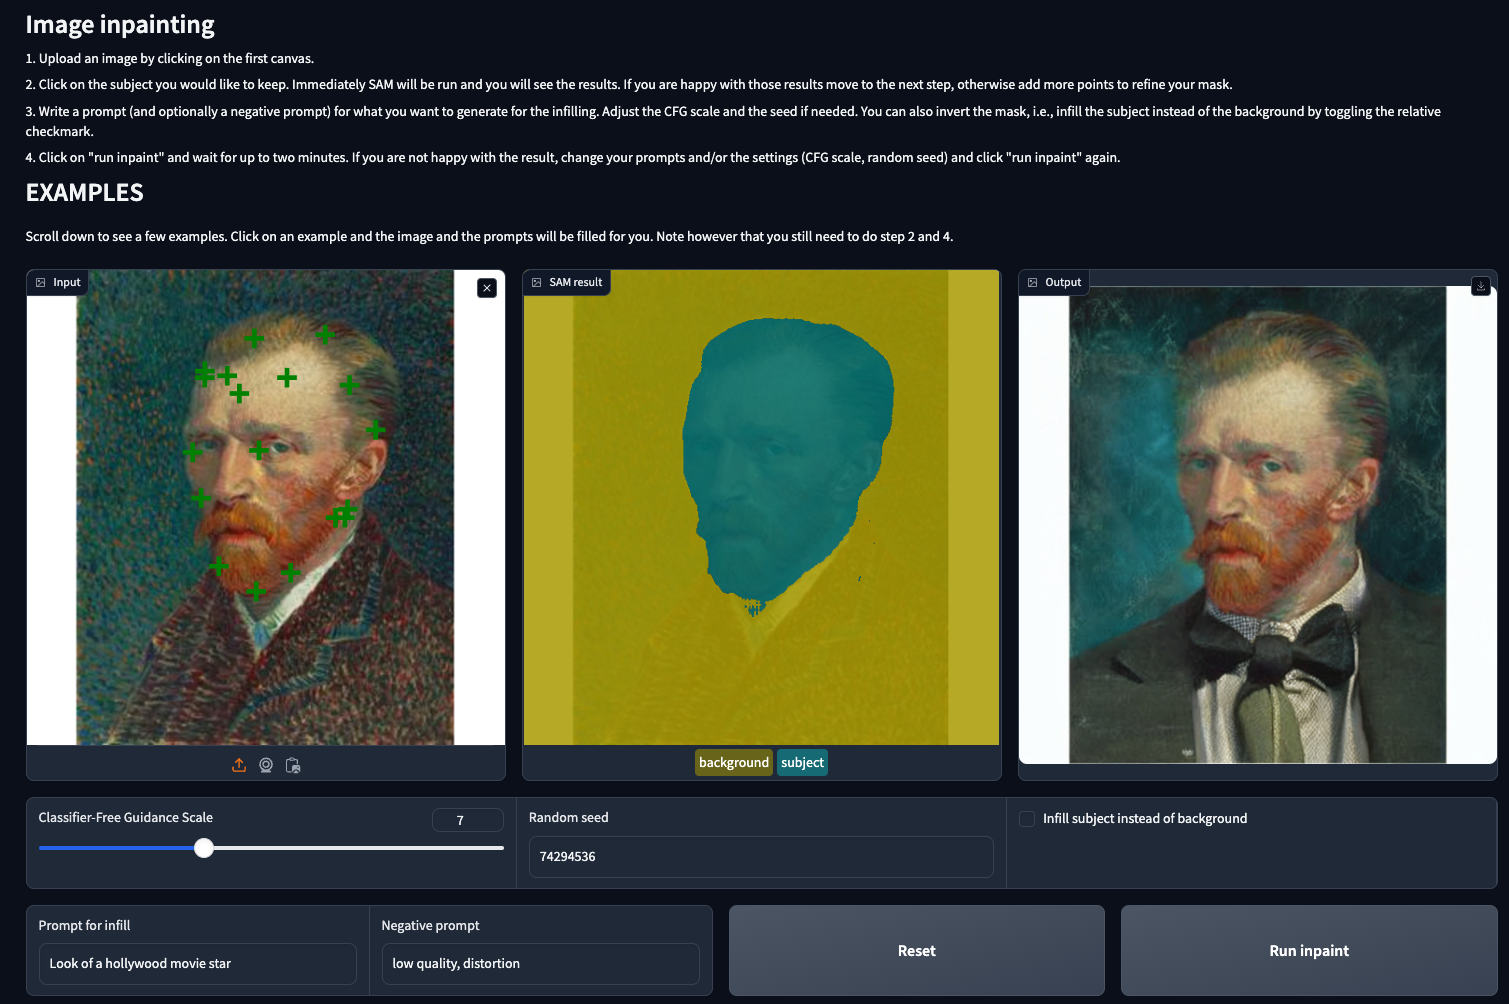 Image inpainting
1. Upload an image by clicking on the first canvas.
2. Click on the subject you would like to keep. Immediately SAM will be run and you will see the results. If you are happy with those results move to the next step, otherwise add more points to refine your mask.
3. Write a prompt (and optionally a negative prompt) for what you want to generate for the infilling. Adjust the CFG scale and the seed if needed. You can also invert the mask, i.e., infill the subject instead of the background by toggling the relative
checkmark.
4. Click on "run inpaint" and wait for up to two minutes. If you are not happy with the result, change your prompts and/or the settings (CFG scale, random seed) and click "run inpaint" again.
EXAMPLES
Scroll down to see a few examples. Click on an example and the image and the prompts will be filled for you. Note however that you still need to do step 2 and 4.
Input
SAM result
Output
background subject
Classifier-Free Guidance Scale
7
Random seed
74294536
Infill subject instead of background
Prompt for infill
Look of a hollywood movie star
Negative prompt
low quality, distortion
Reset
Run inpaint